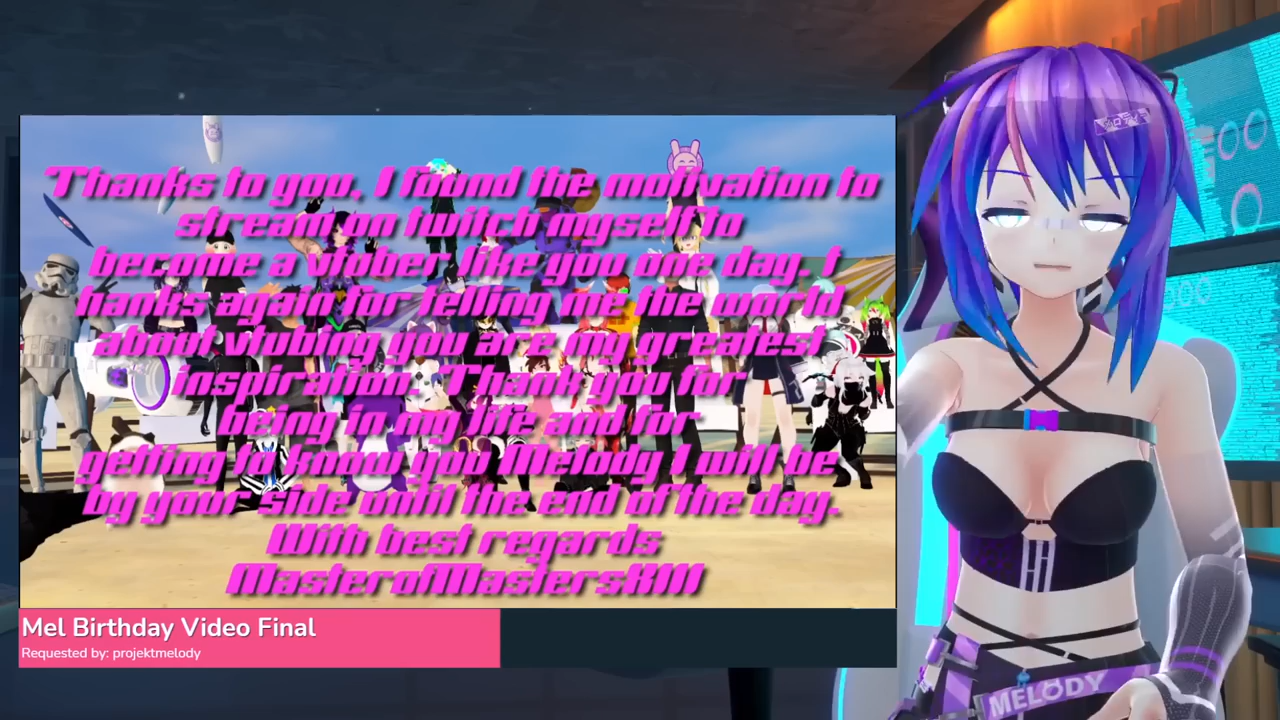 Thanks to you, I found the motivation to
stream on twitch myself to
become a vtuber like you one day. T
hanks again for telling me the world
about vtubing you are my greatest
inspiration. Thank you for
being in my life and for
getting to know you Melody I will be
by your side until the end of the day.
With best regards
MasterofMastersXIII
Mel Birthday Video Final
Requested by: projektmelody
MELODY